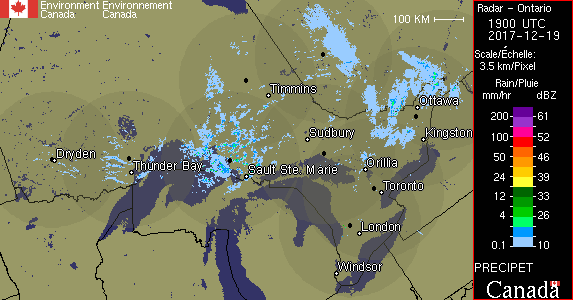 Environment Environnement
Canada Canada
100 KM
Timmins
Ottawa
Sudbury
Kingston
Dryden
Thunder Bay
Sault Ste. Marie
Orillia
Toronto
London
Windsor
Radar - Ontario
1900 UTC
2017-12-19
Scale/Échelle:
3.5 km/Pixel
Rain/Pluie
mm/hr dBZ
200 61
100 56
50 52
50 46
24 39
12 33
4 26
0.1 10
PRECIPET
Canada